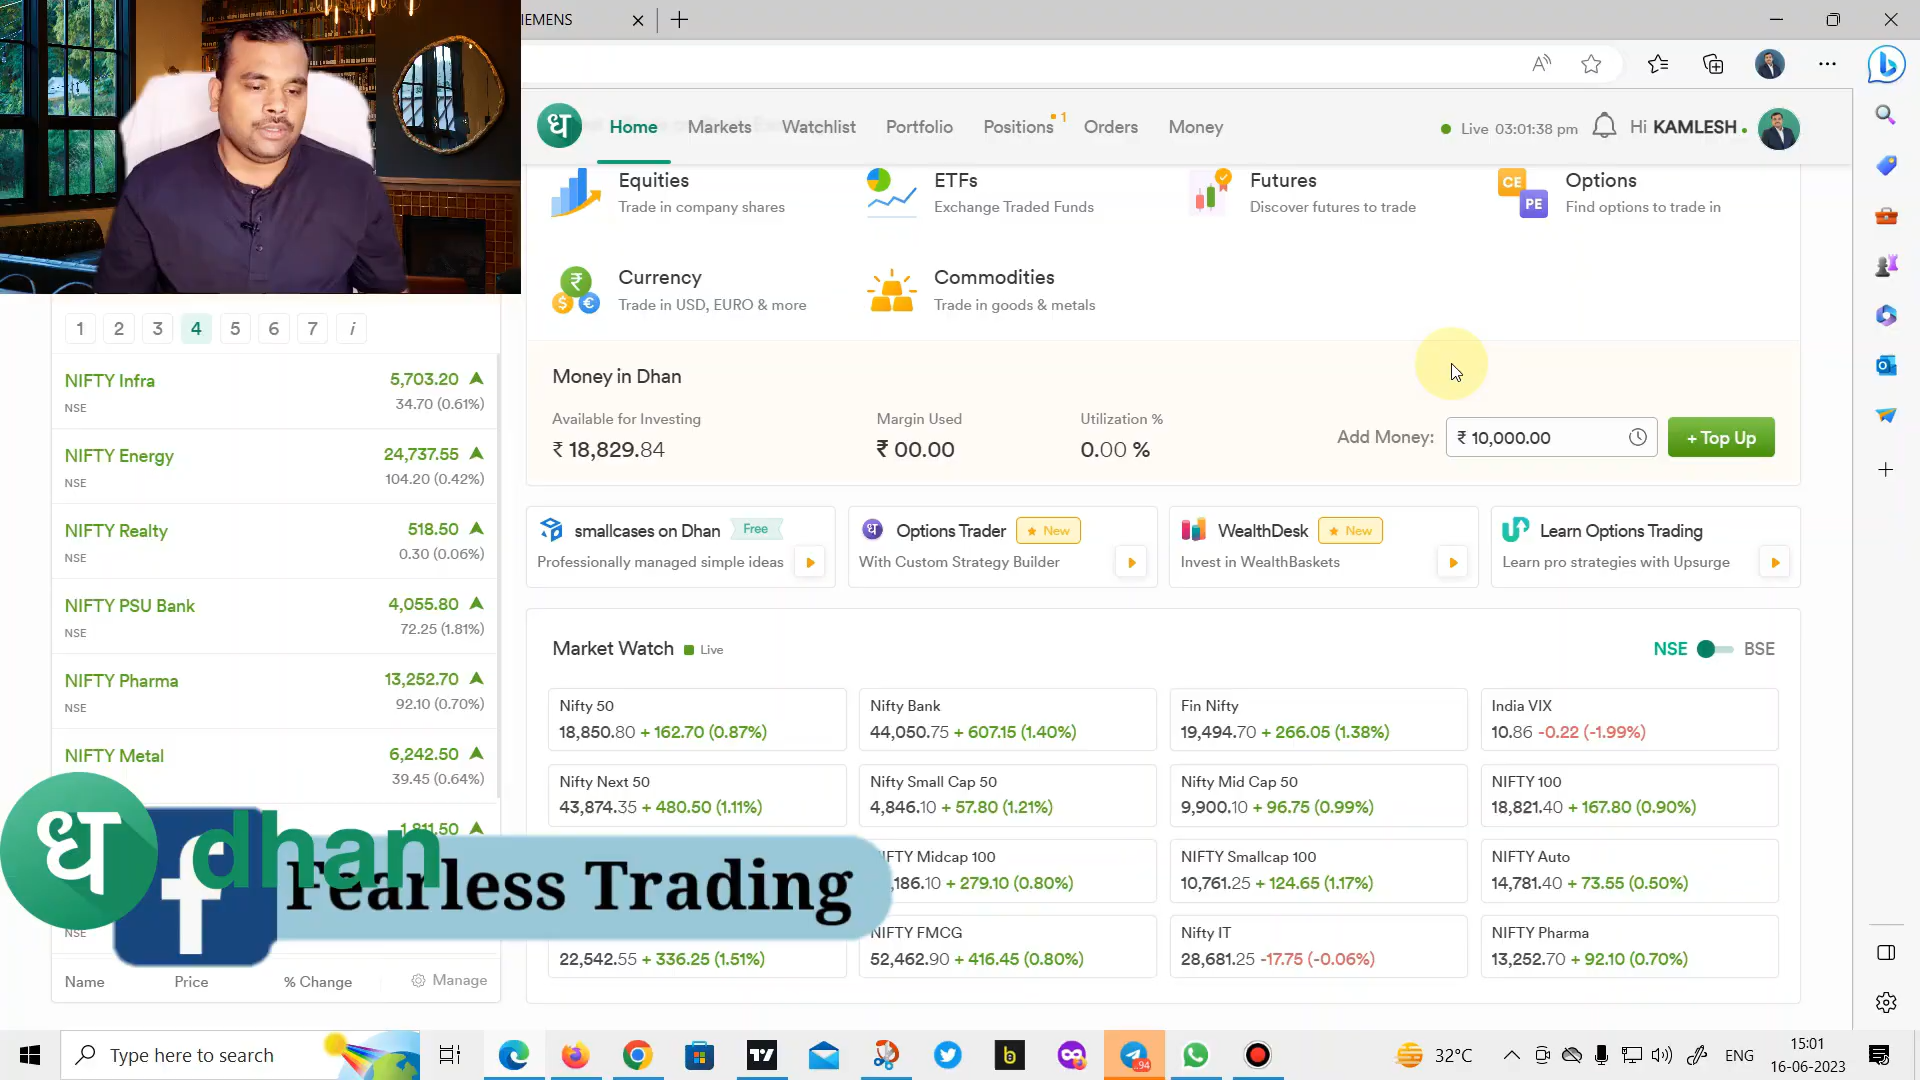 IEMENS
Home
Markets
Watchlist
Portfolio
Positions 1
Orders
Money
Live 03:01:38 pm
Hi KAMLESH
Equities
Trade in company shares
ETFs
Exchange Traded Funds
Futures
Discover futures to trade
CE
PE
Options
Find options to trade in
Currency
Trade in USD, EURO & more
Commodities
Trade in goods & metals
1 2 3 4 5 6 7 i
NIFTY Infra 5,703.20
NSE 34.70 (0.61%)
NIFTY Energy 24,737.55
NSE 104.20 (0.42%)
NIFTY Realty 518.50
NSE 0.30 (0.06%)
NIFTY PSU Bank 4,055.80
NSE 72.25 (1.81%)
NIFTY Pharma 13,252.70
NSE 92.10 (0.70%)
NIFTY Metal 6,242.50
NSE 39.45 (0.64%)
NSE
Name Price % Change Manage
Money in Dhan
Available for Investing
₹ 18,829.84
Margin Used
₹ 00.00
Utilization %
0.00 %
Add Money: ₹ 10,000.00
+ Top Up
smallcases on Dhan Free
Professionally managed simple ideas
Options Trader New
With Custom Strategy Builder
WealthDesk New
Invest in WealthBaskets
Learn Options Trading
Learn pro strategies with Upsurge
Market Watch Live
NSE BSE
Nifty 50
18,850.80 + 162.70 (0.87%)
Nifty Bank
44,050.75 + 607.15 (1.40%)
Fin Nifty
19,494.70 + 266.05 (1.38%)
India VIX
10.86 -0.22 (-1.99%)
Nifty Next 50
43,874.35 + 480.50 (1.11%)
Nifty Small Cap 50
4,846.10 + 57.80 (1.21%)
Nifty Mid Cap 50
9,900.10 + 96.75 (0.99%)
NIFTY 100
18,821.40 + 167.80 (0.90%)
FTY Midcap 100
,186.10 + 279.10 (0.80%)
NIFTY Smallcap 100
10,761.25 + 124.65 (1.17%)
NIFTY Auto
14,781.40 + 73.55 (0.50%)
22,542.55 + 336.25 (1.51%)
NIFTY FMCG
52,462.90 + 416.45 (0.80%)
Nifty IT
28,681.25 -17.75 (-0.06%)
NIFTY Pharma
13,252.70 + 92.10 (0.70%)
ध dhan
f Fearless Trading
Type here to search
94
32°C
ENG
15:01
16-06-2023